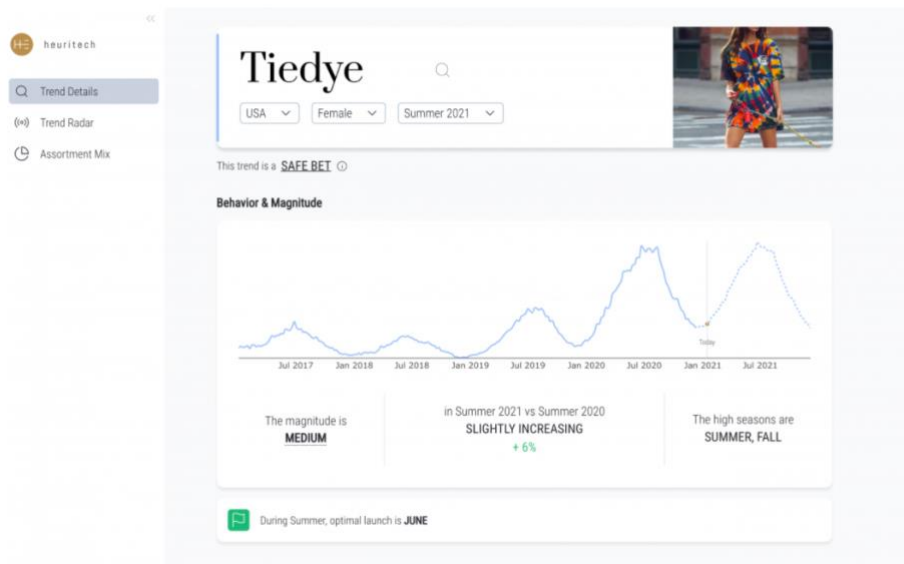 «
HE heuritech
Trend Details
Trend Radar
Assortment Mix
Tiedye
USA
Female
Summer 2021
This trend is a SAFE BET
Behavior & Magnitude
Today
Jul 2017 Jan 2018 Jul 2018 Jan 2019 Jul 2019 Jan 2020 Jul 2020 Jan 2021 Jul 2021
The magnitude is
MEDIUM
in Summer 2021 vs Summer 2020
SLIGHTLY INCREASING
+ 6%
The high seasons are
SUMMER, FALL
During Summer, optimal launch is JUNE